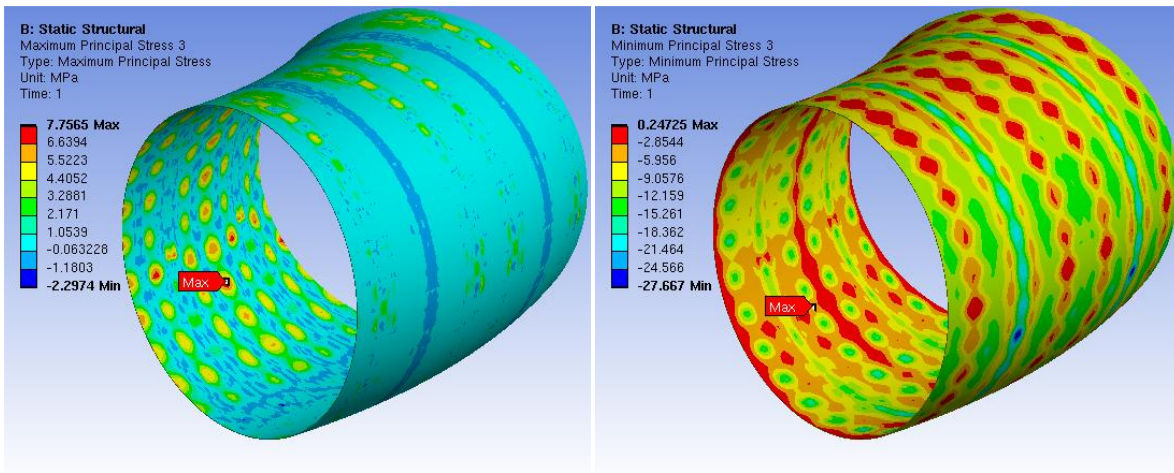 B: Static Structural
Maximum Principal Stress 3
Type: Maximum Principal Stress
Unit: MPa
Time: 1
7.7565 Max
6.6394
5.5223
4.4052
3.2881
2.171
1.0539
-0.063228
-1.1803
-2.2974 Min
Max
B: Static Structural
Minimum Principal Stress 3
Type: Minimum Principal Stress
Unit: MPa
Time: 1
0.24725 Max
-2.8544
-5.956
-9.0576
-12.159
-15.261
-18.362
-21.464
-24.566
-27.667 Min
Max